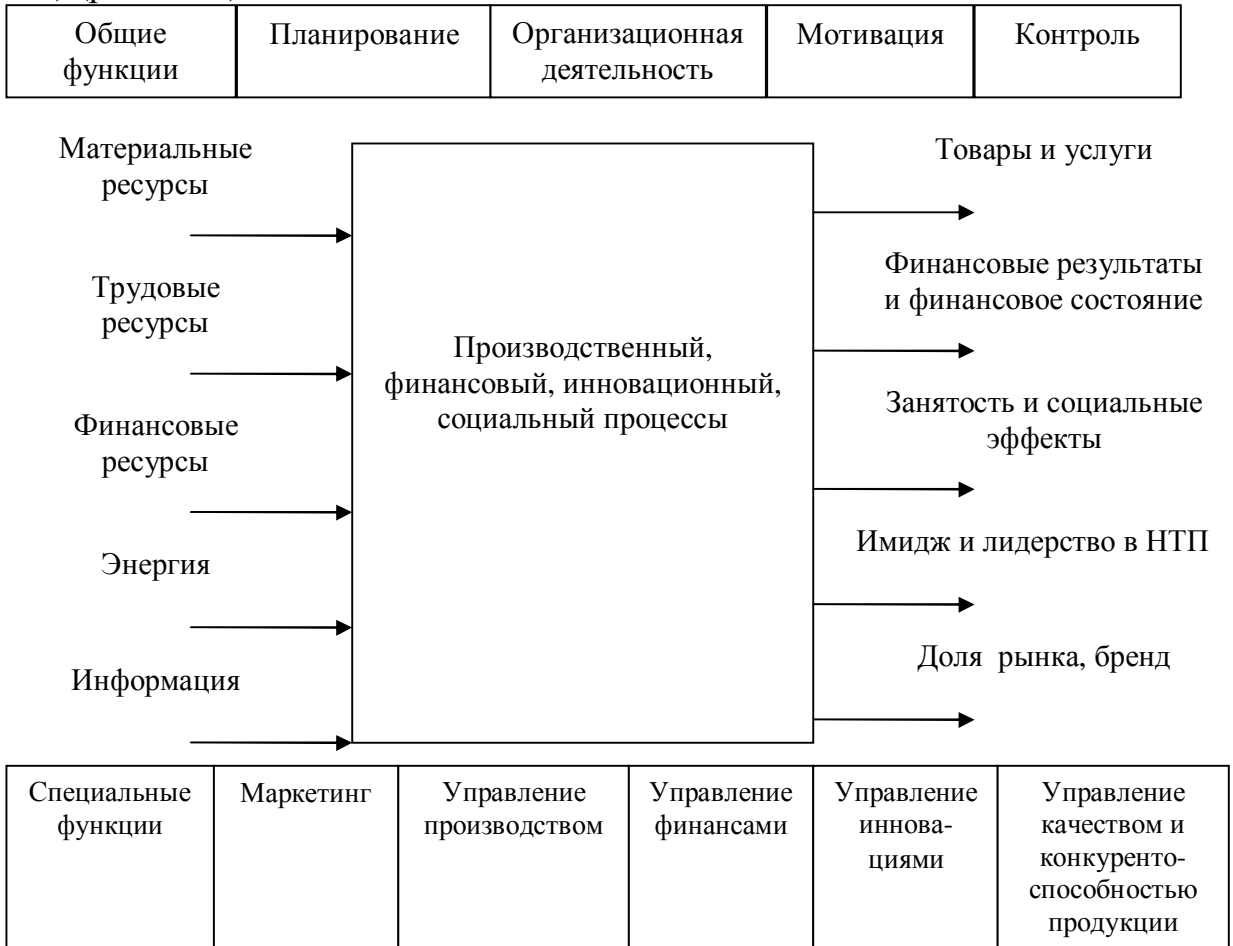 Общие
функции
Планирование
Организационная
деятельность
Мотивация
Контроль
Материальные
ресурсы
Трудовые
ресурсы
Финансовые
ресурсы
Энергия
Информация
Производственный,
финансовый, инновационный,
социальный процессы
Товары и услуги
Финансовые результаты
и финансовое состояние
Занятость и социальные
эффекты
Имидж и лидерство в НТП
Доля рынка, бренд
Специальные
функции
Маркетинг
Управление
производством
Управление
финансами
Управление
иннова-
циями
Управление
качеством и
конкуренто-
способностью
продукции